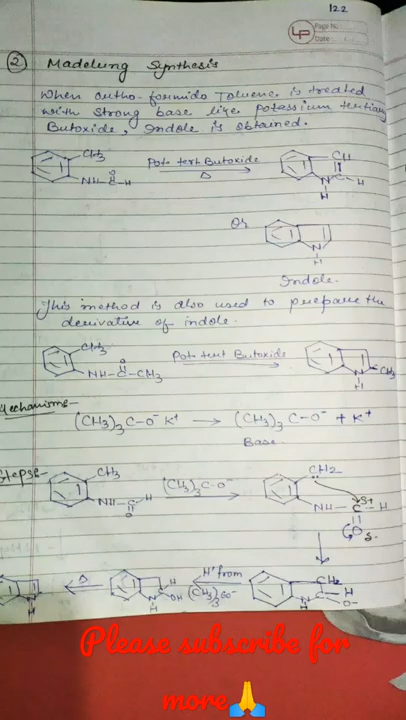 122
LP
Page No.
Date
② Madelung Synthesis
When ortho-formido Toluene is treated
with strong base like Potassium tertiary
Butoxide, Indole is obtained.
CH3
NH-C-H
O
Pot. tert Butoxide
Δ
CH
C-H
N
H
Or
N
H
Indole.
This method is also used to prepare the
derivative of indole.
CH3
NH-C-CH3
O
Pot. tert Butoxide
CH3
N
H
Mechanisms-
(CH3)3C-O⁻ K⁺ → (CH3)3C-O⁻ + K⁺
Base
Steps:-
CH3
NH-C-H
O
(CH3)3C-O⁻
CH2
NH-C-H
δ+
O
δ-
CH2
C-H
N
H
O⁻
H⁺ from
(CH3)3CO⁻
H
OH
N
H
Δ
N
H
Please subscribe for
more🙏